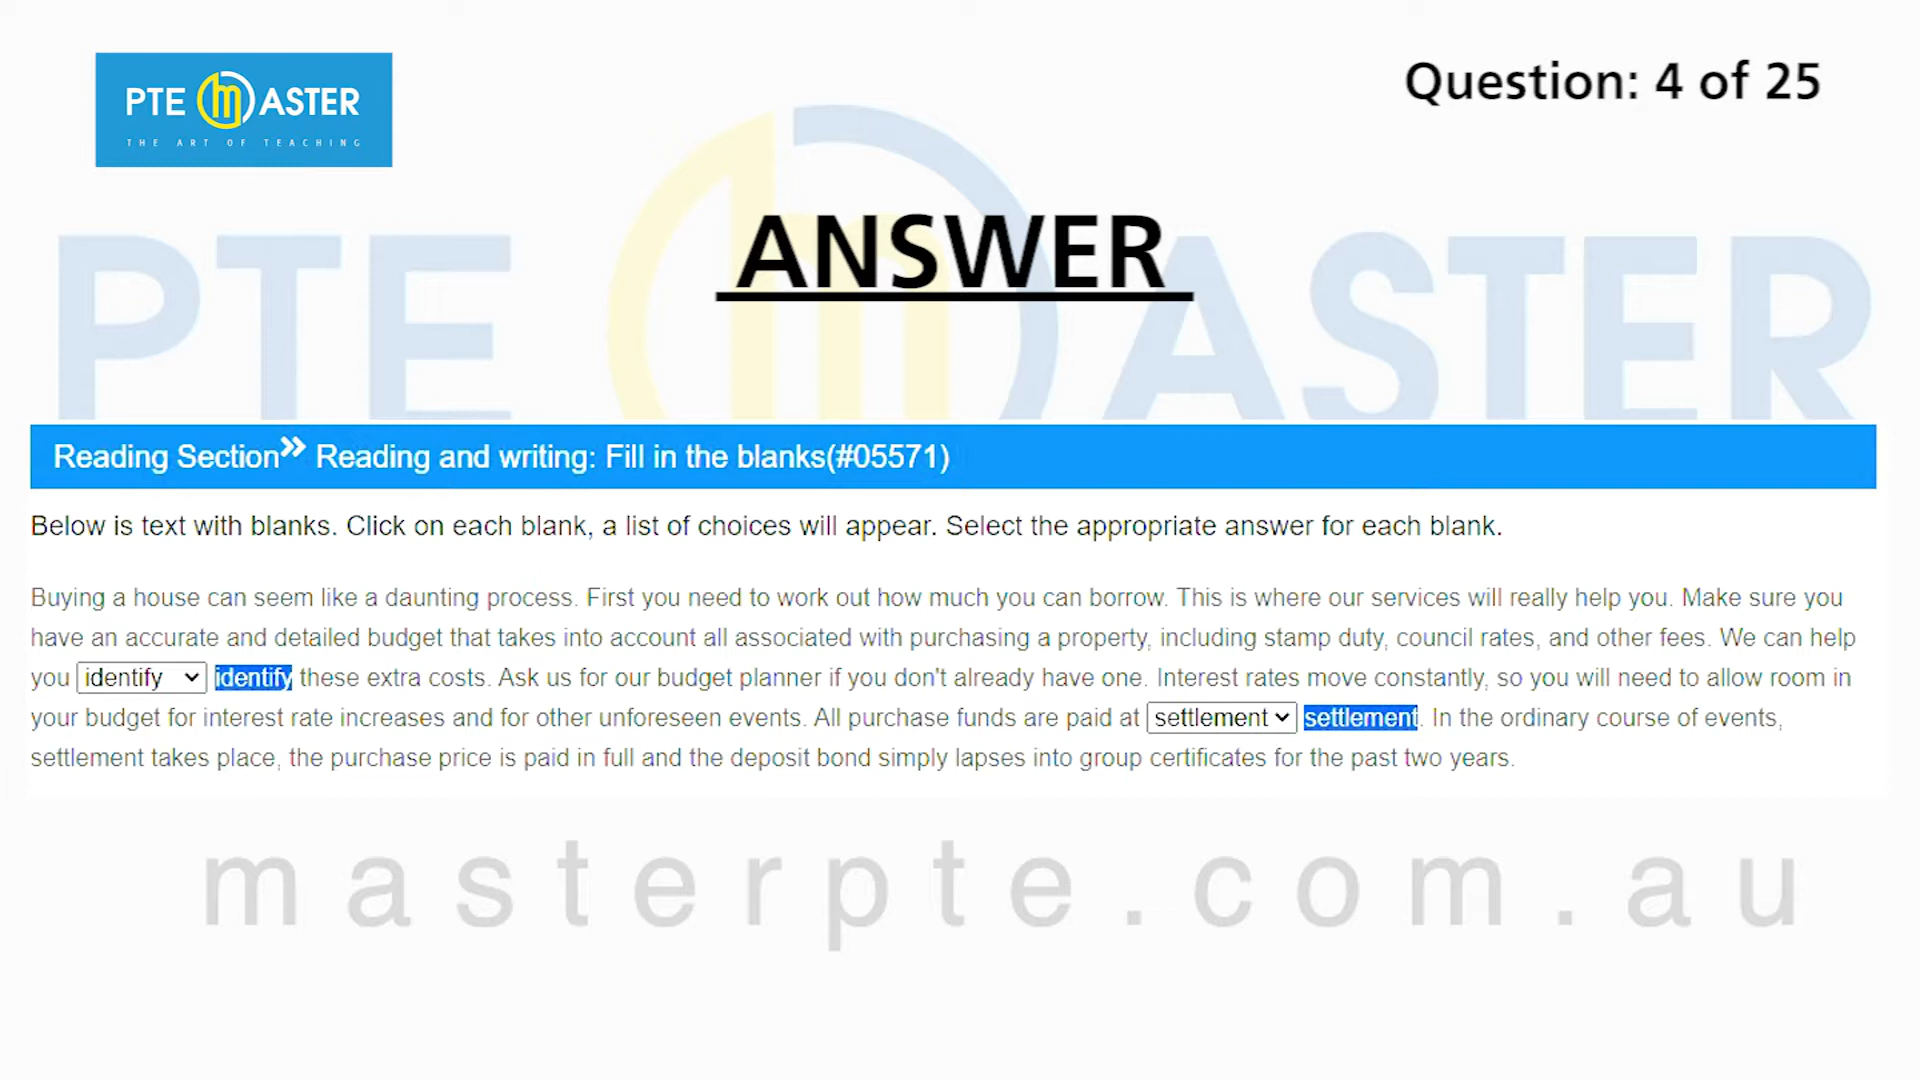 PTE MASTER
THE ART OF TEACHING
Question: 4 of 25
PTE MASTER
ANSWER
Reading Section» Reading and writing: Fill in the blanks(#05571)
Below is text with blanks. Click on each blank, a list of choices will appear. Select the appropriate answer for each blank.
Buying a house can seem like a daunting process. First you need to work out how much you can borrow. This is where our services will really help you. Make sure you
have an accurate and detailed budget that takes into account all associated with purchasing a property, including stamp duty, council rates, and other fees. We can help
you identify identify these extra costs. Ask us for our budget planner if you don't already have one. Interest rates move constantly, so you will need to allow room in
your budget for interest rate increases and for other unforeseen events. All purchase funds are paid at settlement settlement. In the ordinary course of events,
settlement takes place, the purchase price is paid in full and the deposit bond simply lapses into group certificates for the past two years.
masterpte.com.au